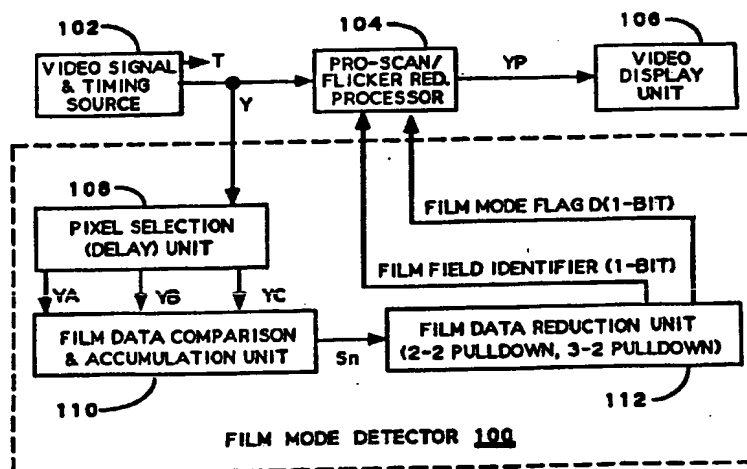 102
104
106
VIDEO SIGNAL
& TIMING
SOURCE
T
Y
PRO-SCAN/
FLICKER RED.
PROCESSOR
YP
VIDEO
DISPLAY
UNIT
108
PIXEL SELECTION
(DELAY) UNIT
FILM MODE FLAG D(1-BIT)
FILM FIELD IDENTIFIER (1-BIT)
YA
YB
YC
FILM DATA COMPARISON
& ACCUMULATION UNIT
Sn
FILM DATA REDUCTION UNIT
(2-2 PULLDOWN, 3-2 PULLDOWN)
110
112
FILM MODE DETECTOR 100